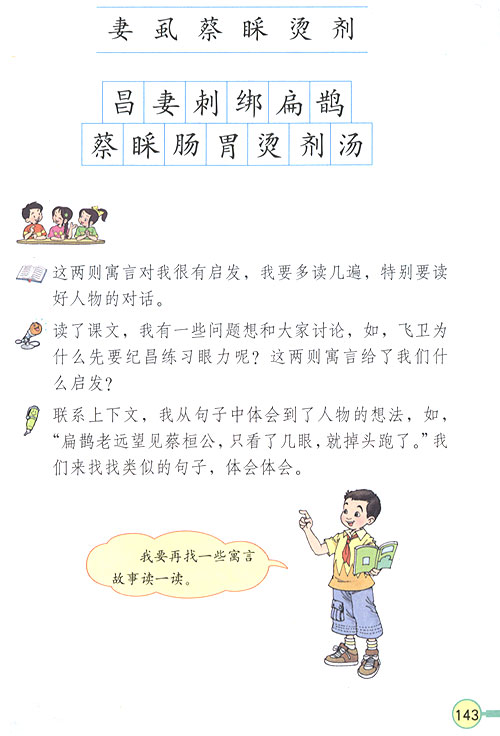 妻 虱 蔡 睬 烫 剂
昌 妻 刺 绑 扁 鹊
蔡 睬 肠 胃 烫 剂 汤
这两则寓言对我很有启发，我要多读几遍，特别要读
好人物的对话。
读了课文，我有一些问题想和大家讨论，如，飞卫为
什么先要纪昌练习眼力呢？这两则寓言给了我们什
么启发？
联系上下文，我从句子中体会到了人物的想法，如，
“扁鹊老远望见蔡桓公，只看了几眼，就掉头跑了。”我
们来找找类似的句子，体会体会。
我要再找一些寓言
故事读一读。
143